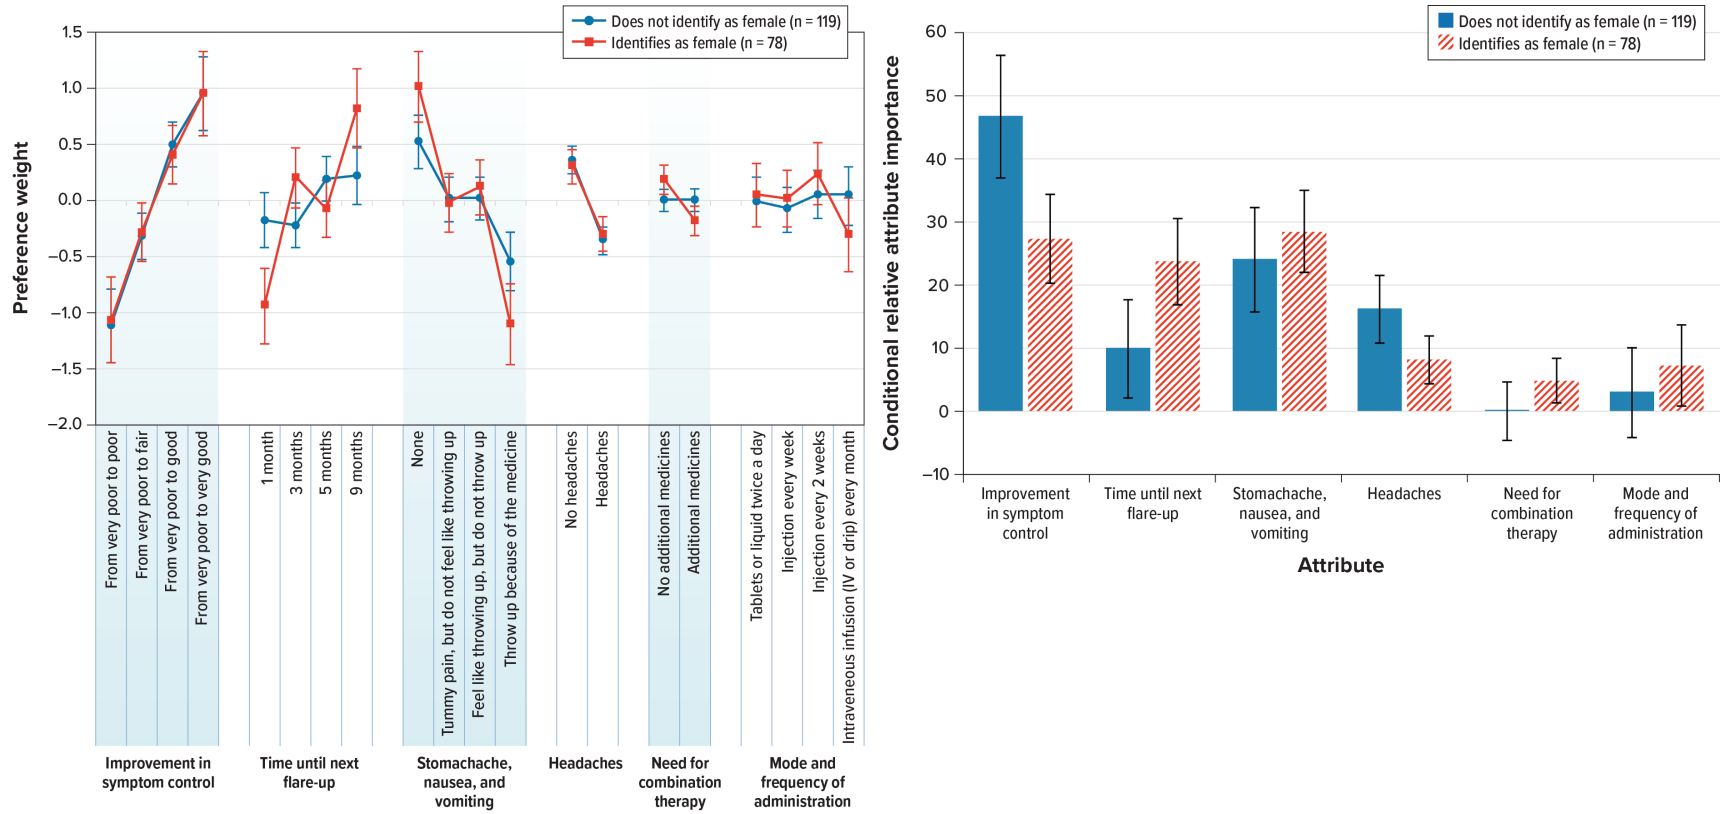 Does not identify as female (n = 119)
Identifies as female (n = 78)
Preference weight
1.5
1.0
0.5
0.0
−0.5
−1.0
−1.5
−2.0
From very poor to poor
From very poor to fair
From very poor to good
From very poor to very good
1 month
3 months
5 months
9 months
None
Tummy pain, but do not feel like throwing up
Feel like throwing up, but do not throw up
Throw up because of the medicine
No headaches
Headaches
No additional medicines
Additional medicines
Tablets or liquid twice a day
Injection every week
Injection every 2 weeks
Intraveneous infusion (IV or drip) every month
Improvement in
symptom control
Time until next
flare-up
Stomachache,
nausea, and
vomiting
Headaches
Need for
combination
therapy
Mode and
frequency of
administration
Does not identify as female (n = 119)
Identifies as female (n = 78)
Conditional relative attribute importance
60
50
40
30
20
10
0
−10
Improvement
in symptom
control
Time until next
flare-up
Stomachache,
nausea, and
vomiting
Headaches
Need for
combination
therapy
Mode and
frequency of
administration
Attribute